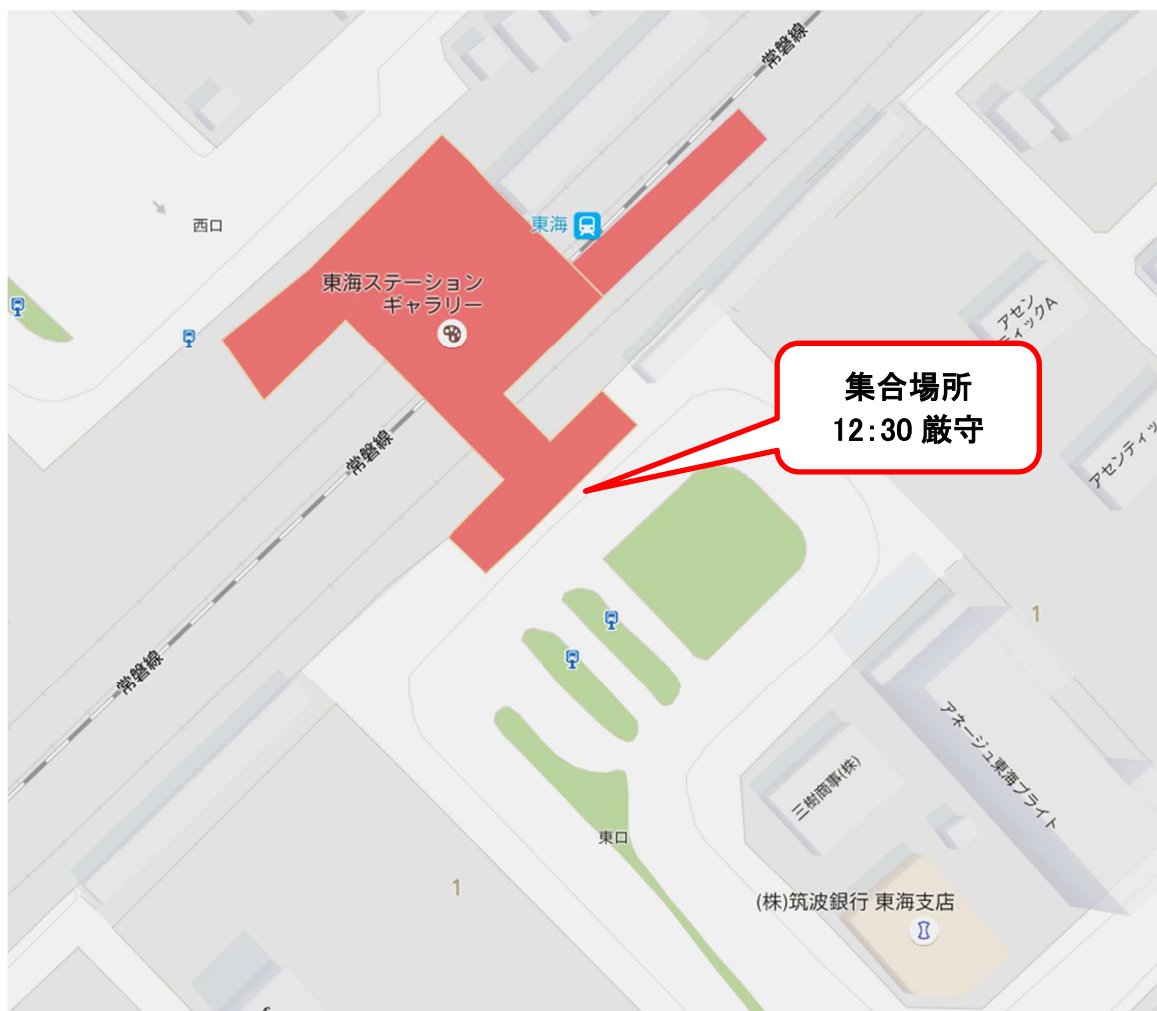 常磐線
西口
東海
東海ステーション
ギャラリー
アセン
ティックA
集合場所
12:30 厳守
アセンティッ
常磐線
1
常磐線
アネージュ東海ブライト
三樹商事(株)
東口
1
(株)筑波銀行 東海支店